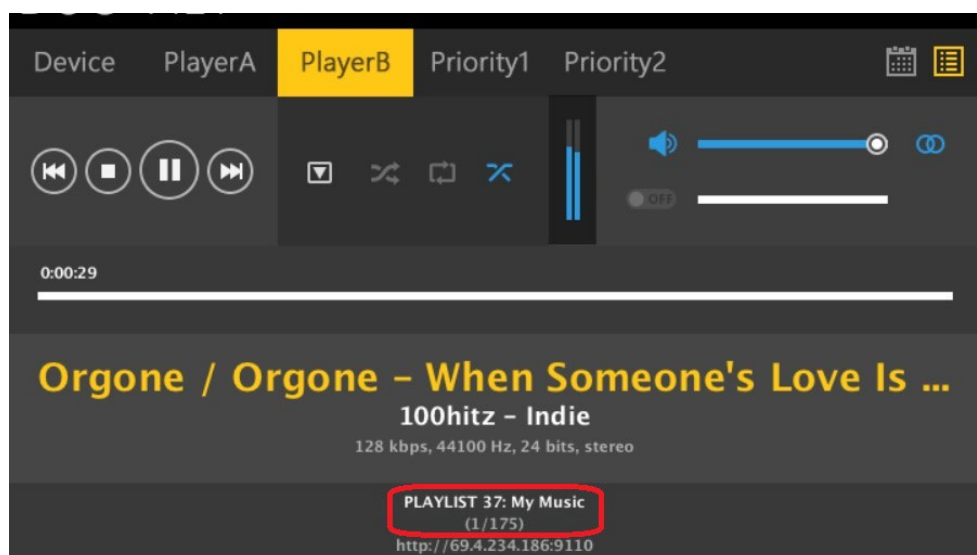 Device PlayerA PlayerB Priority1 Priority2
OFF
0:00:29
Orgone / Orgone – When Someone's Love Is ...
100hitz – Indie
128 kbps, 44100 Hz, 24 bits, stereo
PLAYLIST 37: My Music
(1/175)
http://69.4.234.186:9110